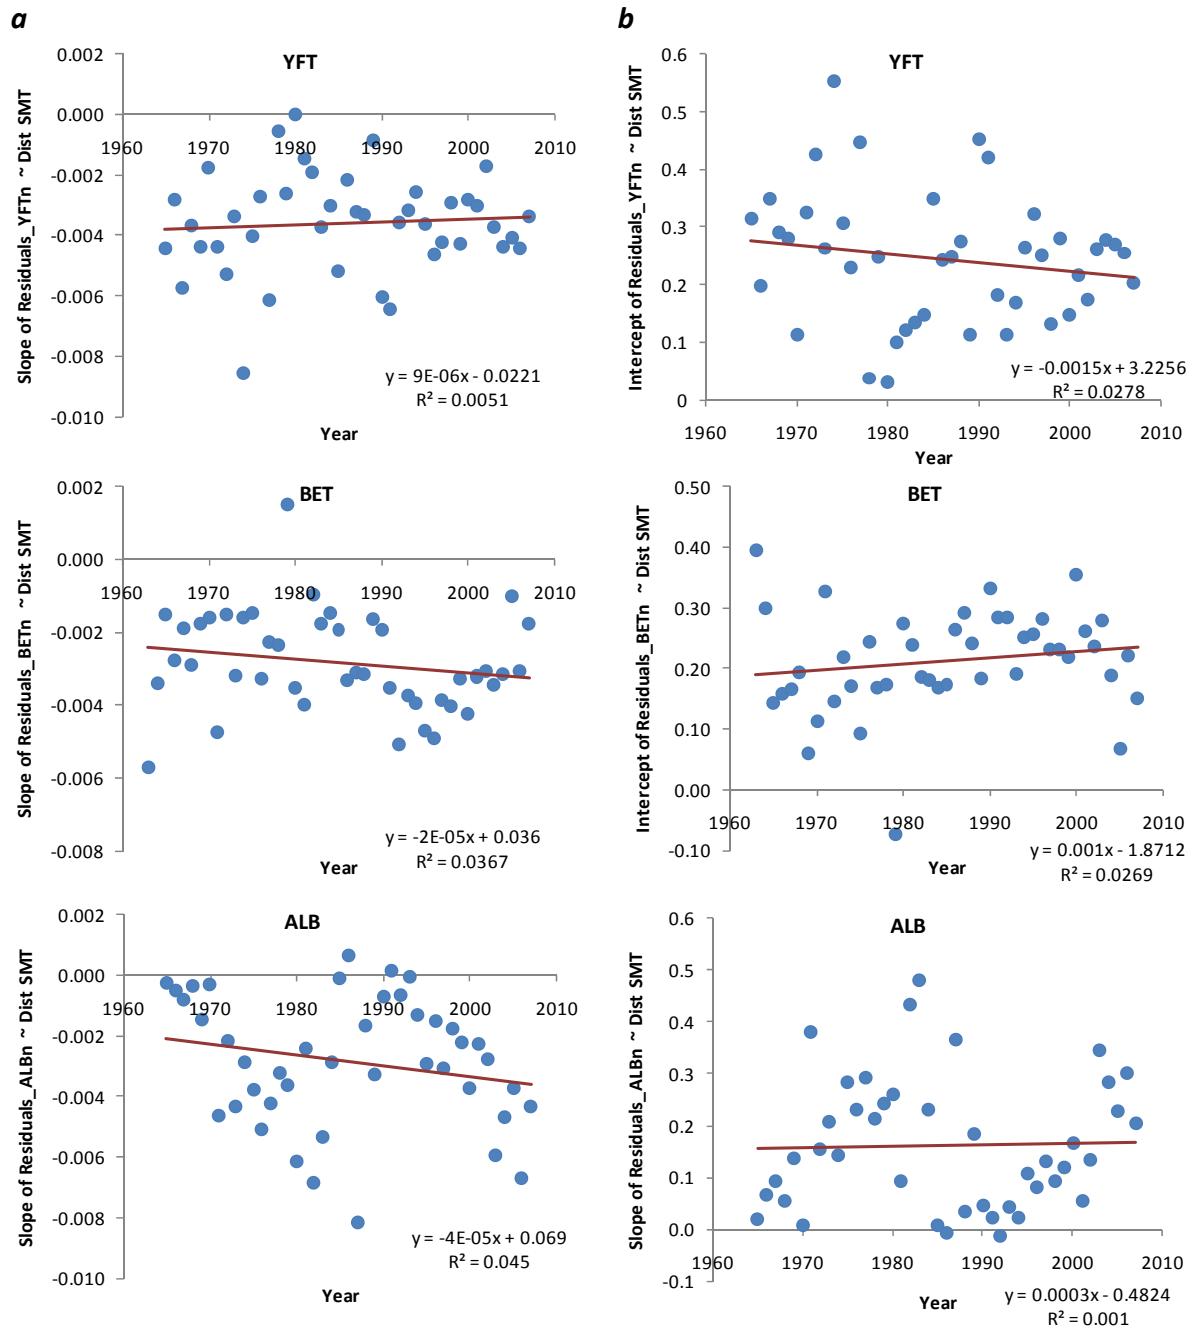 a
YFT
0.002
0.000
-0.002
-0.004
-0.006
-0.008
-0.010
1960 1970 1980 1990 2000 2010
Slope of Residuals_YFTn ~ Dist SMT
y = 9E-06x - 0.0221
R² = 0.0051
Year
b
YFT
0.6
0.5
0.4
0.3
0.2
0.1
0
1960 1970 1980 1990 2000 2010
Intercept of Residuals_YFTn ~ Dist SMT
y = -0.0015x + 3.2256
R² = 0.0278
Year
BET
0.002
0.000
-0.002
-0.004
-0.006
-0.008
1960 1970 1980 1990 2000 2010
Slope of Residuals_BETn ~ Dist SMT
y = -2E-05x + 0.036
R² = 0.0367
Year
BET
0.50
0.40
0.30
0.20
0.10
0.00
-0.10
1960 1970 1980 1990 2000 2010
Intercept of Residuals_BETn ~ Dist SMT
y = 0.001x - 1.8712
R² = 0.0269
Year
ALB
0.002
0.000
-0.002
-0.004
-0.006
-0.008
-0.010
1960 1970 1980 1990 2000 2010
Slope of Residuals_ALBn ~ Dist SMT
y = -4E-05x + 0.069
R² = 0.045
Year
ALB
0.6
0.5
0.4
0.3
0.2
0.1
0.0
-0.1
1960 1970 1980 1990 2000 2010
Slope of Residuals_ALBn ~ Dist SMT
y = 0.0003x - 0.4824
R² = 0.001
Year